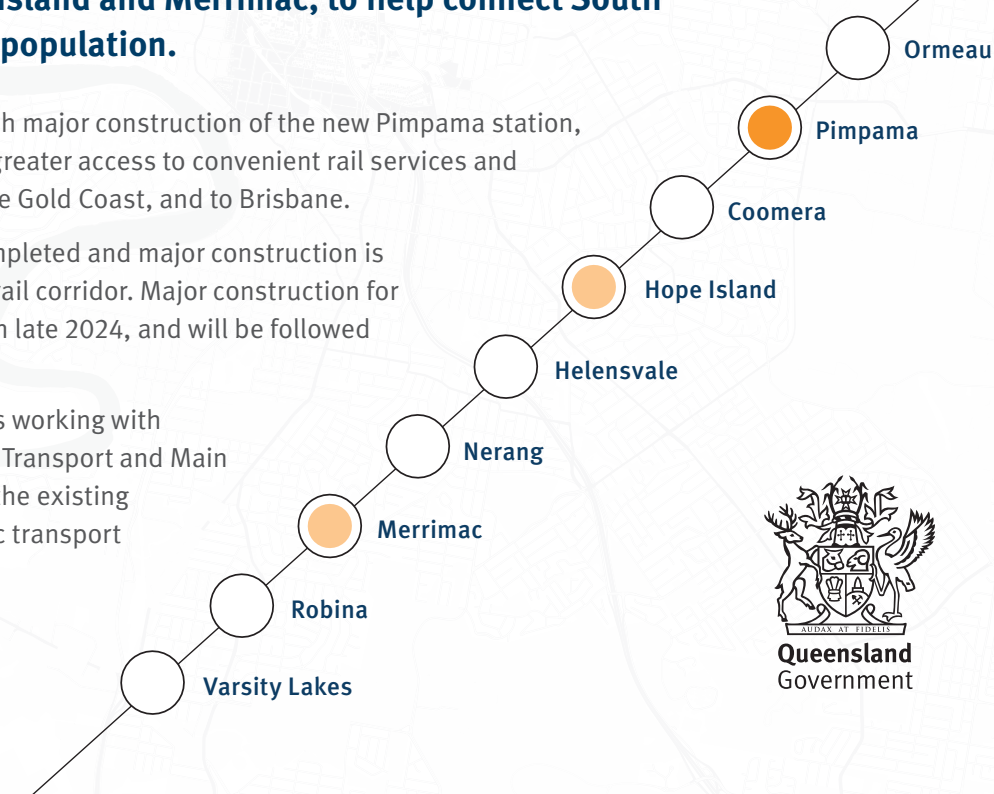 Island and Merrimac, to help connect South
population.
h major construction of the new Pimpama station,
greater access to convenient rail services and
e Gold Coast, and to Brisbane.
mpleted and major construction is
rail corridor. Major construction for
n late 2024, and will be followed
s working with
Transport and Main
the existing
c transport
Ormeau
Pimpama
Coomera
Hope Island
Helensvale
Nerang
Merrimac
Robina
Varsity Lakes
AUDAX AT FIDELIS
Queensland
Government